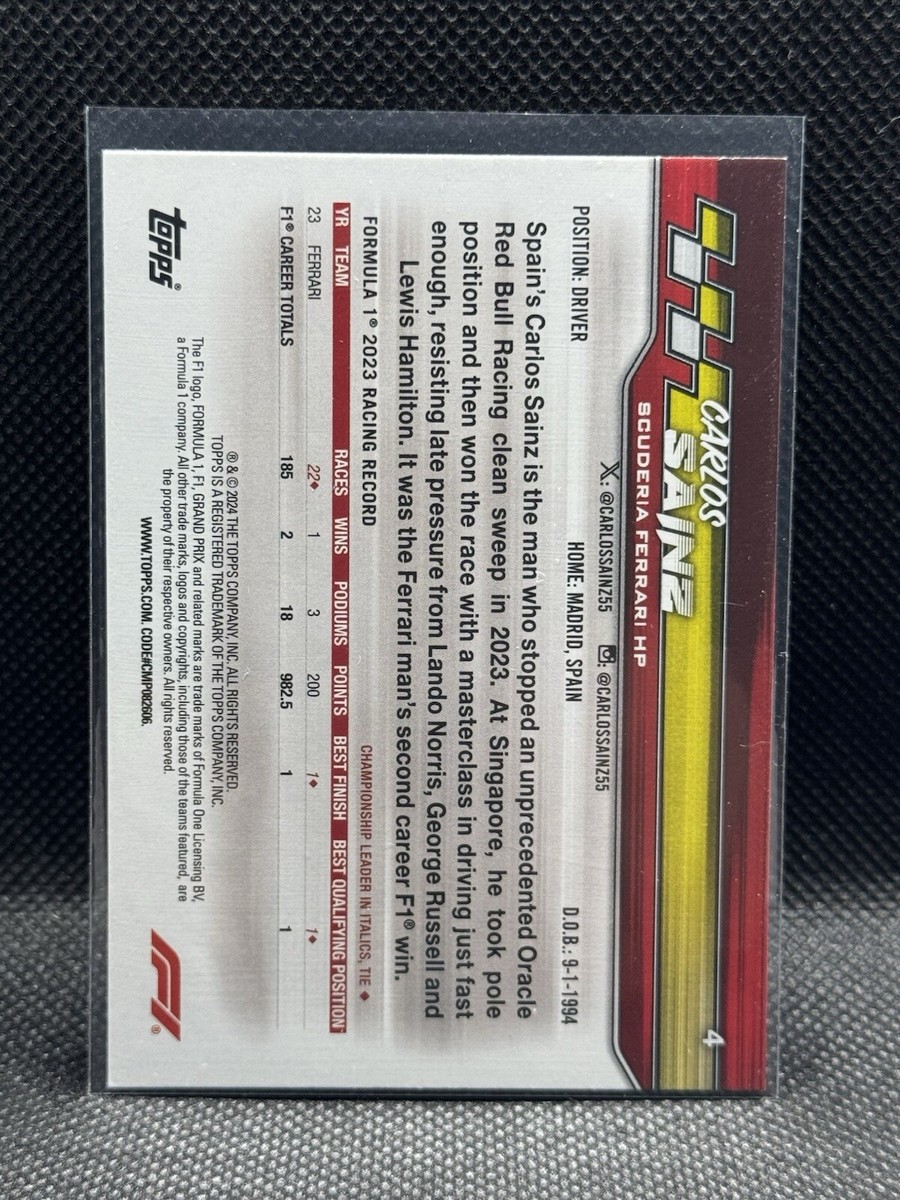 4
CARLOS
SAINZ
SCUDERIA FERRARI HP
X: @CARLOSSAINZ55 : @CARLOSSAINZ55
POSITION: DRIVER HOME: MADRID, SPAIN D.O.B.: 9-1-1994
Spain's Carlos Sainz is the man who stopped an unprecedented Oracle
Red Bull Racing clean sweep in 2023. At Singapore, he took pole
position and then won the race with a masterclass in driving just fast
enough, resisting late pressure from Lando Norris, George Russell and
Lewis Hamilton. It was the Ferrari man's second career F1® win.
FORMULA 1® 2023 RACING RECORD CHAMPIONSHIP LEADER IN ITALICS, TIE ♦
YR TEAM RACES WINS PODIUMS POINTS BEST FINISH BEST QUALIFYING POSITION
23 FERRARI 22♦ 1 3 200 1♦ 1♦
F1® CAREER TOTALS 185 2 18 982.5 1 1
topps®
® & © 2024 THE TOPPS COMPANY, INC. ALL RIGHTS RESERVED.
TOPPS IS A REGISTERED TRADEMARK OF THE TOPPS COMPANY, INC.
The F1 logo, FORMULA 1, F1, GRAND PRIX and related marks are trade marks of Formula One Licensing BV,
a Formula 1 company. All other trade marks, logos and copyrights, including those of the teams featured, are
the property of their respective owners. All rights reserved.
WWW.TOPPS.COM. CODE#CMP082606.
F1®